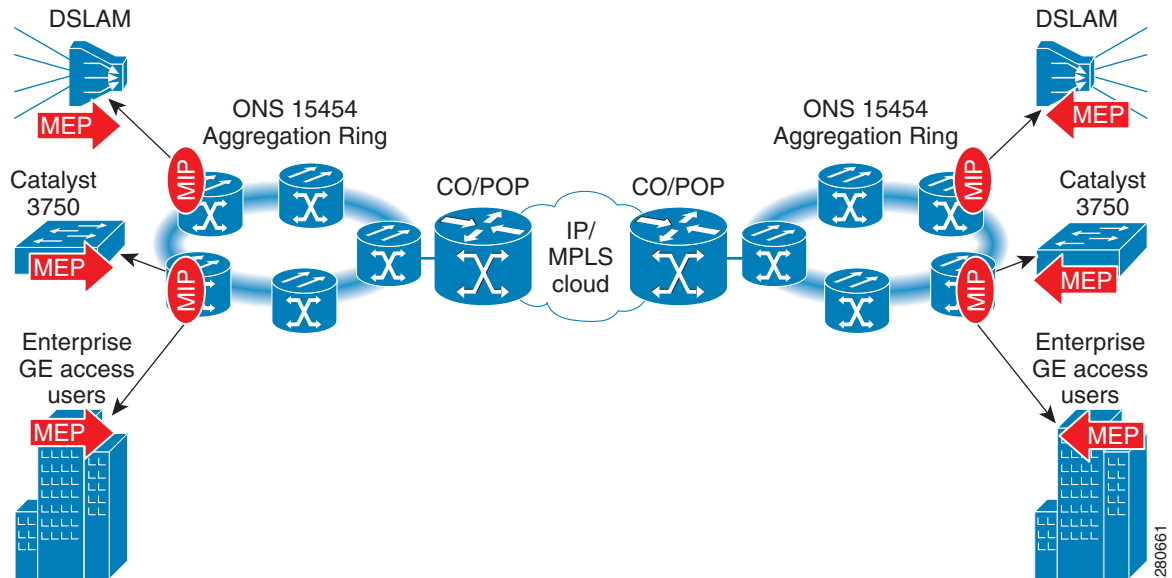 DSLAM
DSLAM
MEP
MEP
ONS 15454
Aggregation Ring
ONS 15454
Aggregation Ring
MIP
MIP
Catalyst
3750
CO/POP
CO/POP
Catalyst
3750
IP/
MPLS
cloud
MEP
MEP
MIP
MIP
Enterprise
GE access
users
Enterprise
GE access
users
MEP
MEP
280661